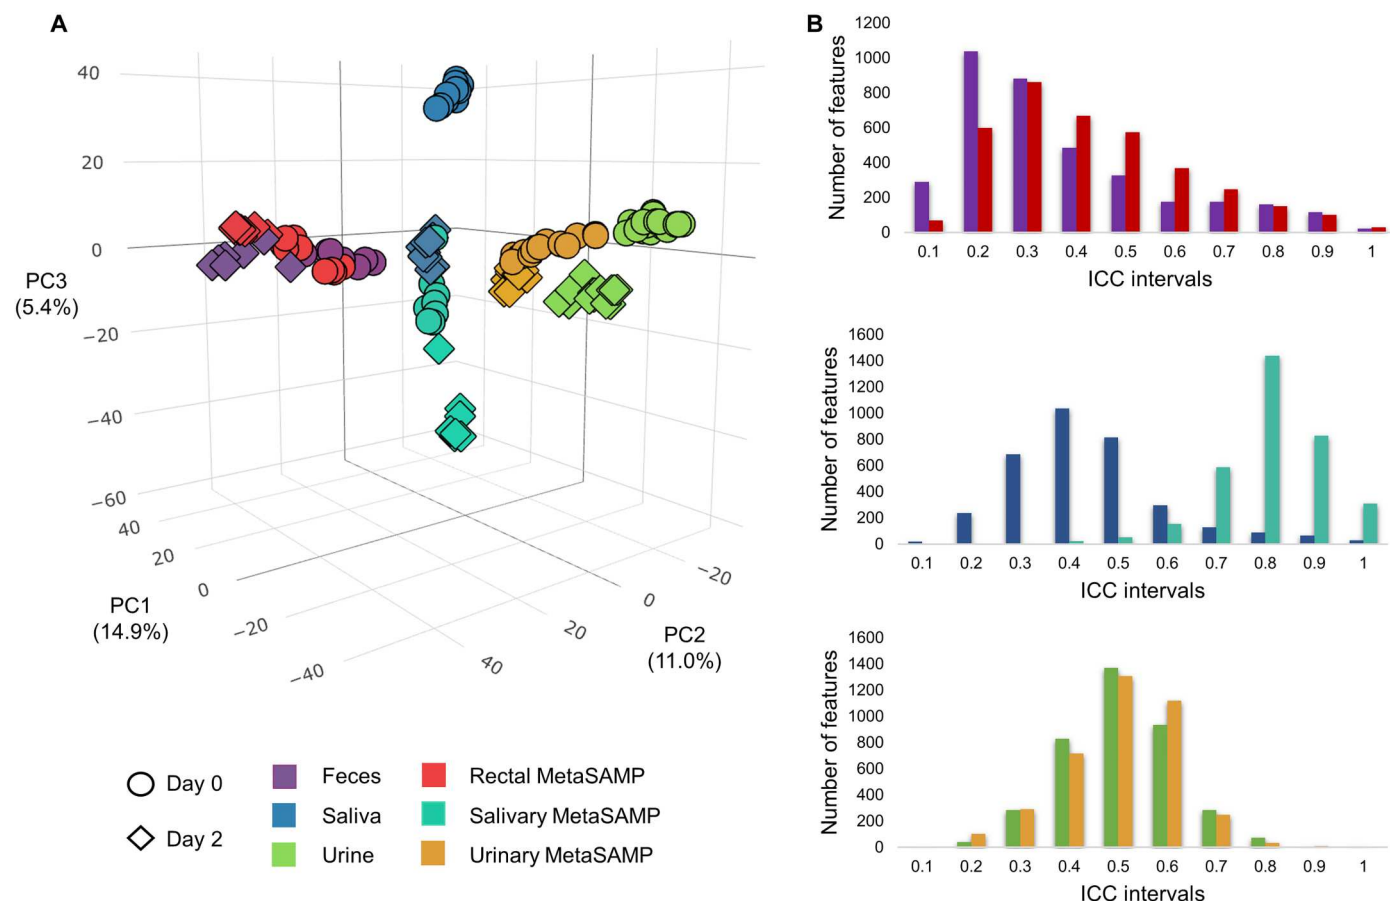 A
40
20
0
−20
−40
−60
PC3
(5.4%)
40
20
0
−20
−40
PC1
(14.9%)
40
20
0
−20
PC2
(11.0%)
Day 0
Day 2
Feces
Saliva
Urine
Rectal MetaSAMP
Salivary MetaSAMP
Urinary MetaSAMP
B
Number of features
1200
1000
800
600
400
200
0
0.1 0.2 0.3 0.4 0.5 0.6 0.7 0.8 0.9 1
ICC intervals
Number of features
1600
1400
1200
1000
800
600
400
200
0
0.1 0.2 0.3 0.4 0.5 0.6 0.7 0.8 0.9 1
ICC intervals
Number of features
1600
1400
1200
1000
800
600
400
200
0
0.1 0.2 0.3 0.4 0.5 0.6 0.7 0.8 0.9 1
ICC intervals